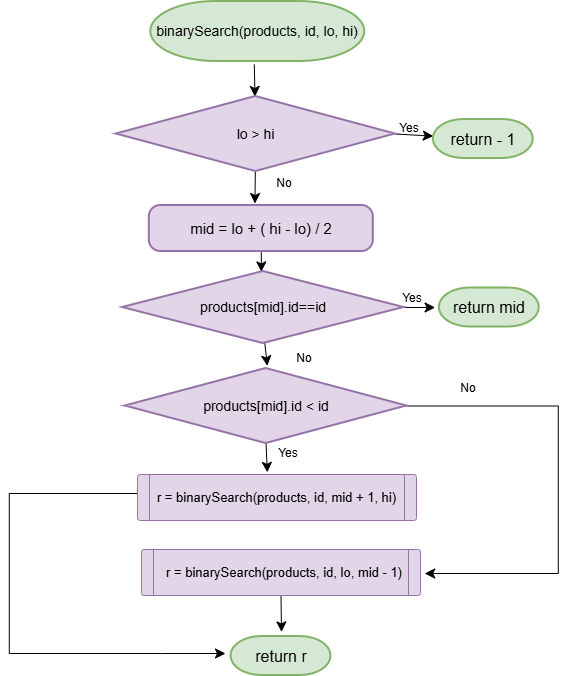 binarySearch(products, id, lo, hi)
lo > hi
Yes
return - 1
No
mid = lo + ( hi - lo) / 2
products[mid].id==id
Yes
return mid
No
products[mid].id < id
No
Yes
r = binarySearch(products, id, mid + 1, hi)
r = binarySearch(products, id, lo, mid - 1)
return r